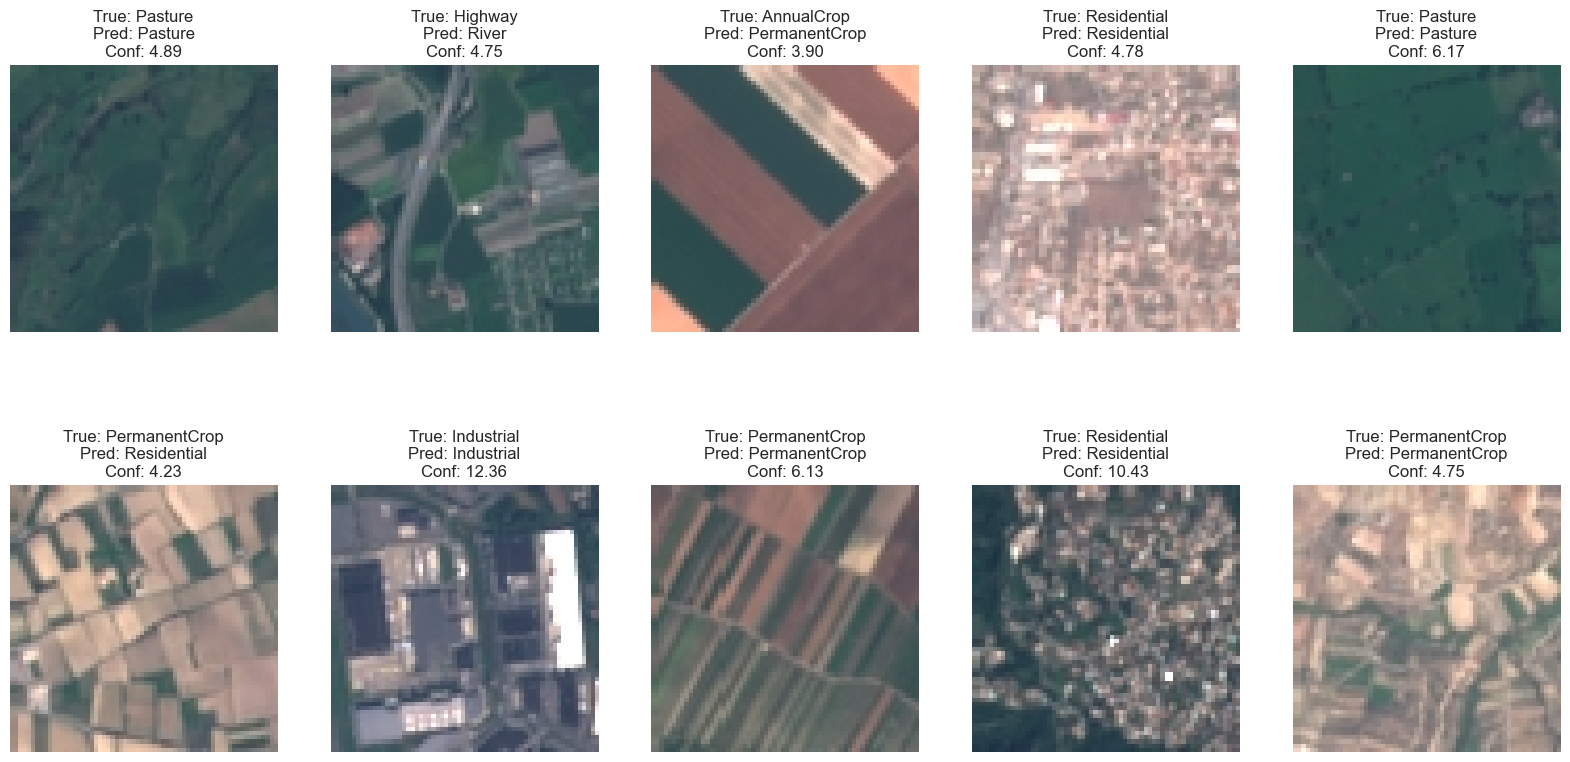 True: Pasture
Pred: Pasture
Conf: 4.89
True: Highway
Pred: River
Conf: 4.75
True: AnnualCrop
Pred: PermanentCrop
Conf: 3.90
True: Residential
Pred: Residential
Conf: 4.78
True: Pasture
Pred: Pasture
Conf: 6.17
True: PermanentCrop
Pred: Residential
Conf: 4.23
True: Industrial
Pred: Industrial
Conf: 12.36
True: PermanentCrop
Pred: PermanentCrop
Conf: 6.13
True: Residential
Pred: Residential
Conf: 10.43
True: PermanentCrop
Pred: PermanentCrop
Conf: 4.75